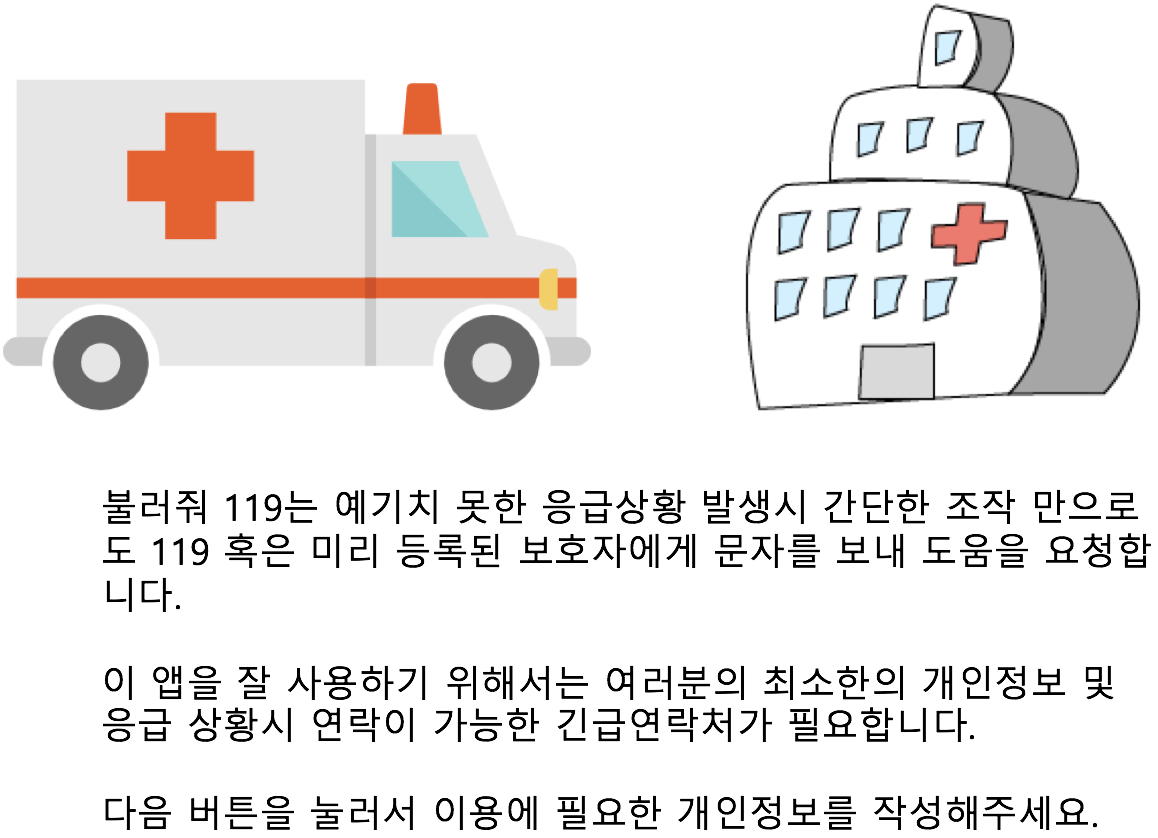 불러줘 119는 예기치 못한 응급상황 발생시 간단한 조작 만으로
도 119 혹은 미리 등록된 보호자에게 문자를 보내 도움을 요청합
니다.
이 앱을 잘 사용하기 위해서는 여러분의 최소한의 개인정보 및
응급 상황시 연락이 가능한 긴급연락처가 필요합니다.
다음 버튼을 눌러서 이용에 필요한 개인정보를 작성해주세요.